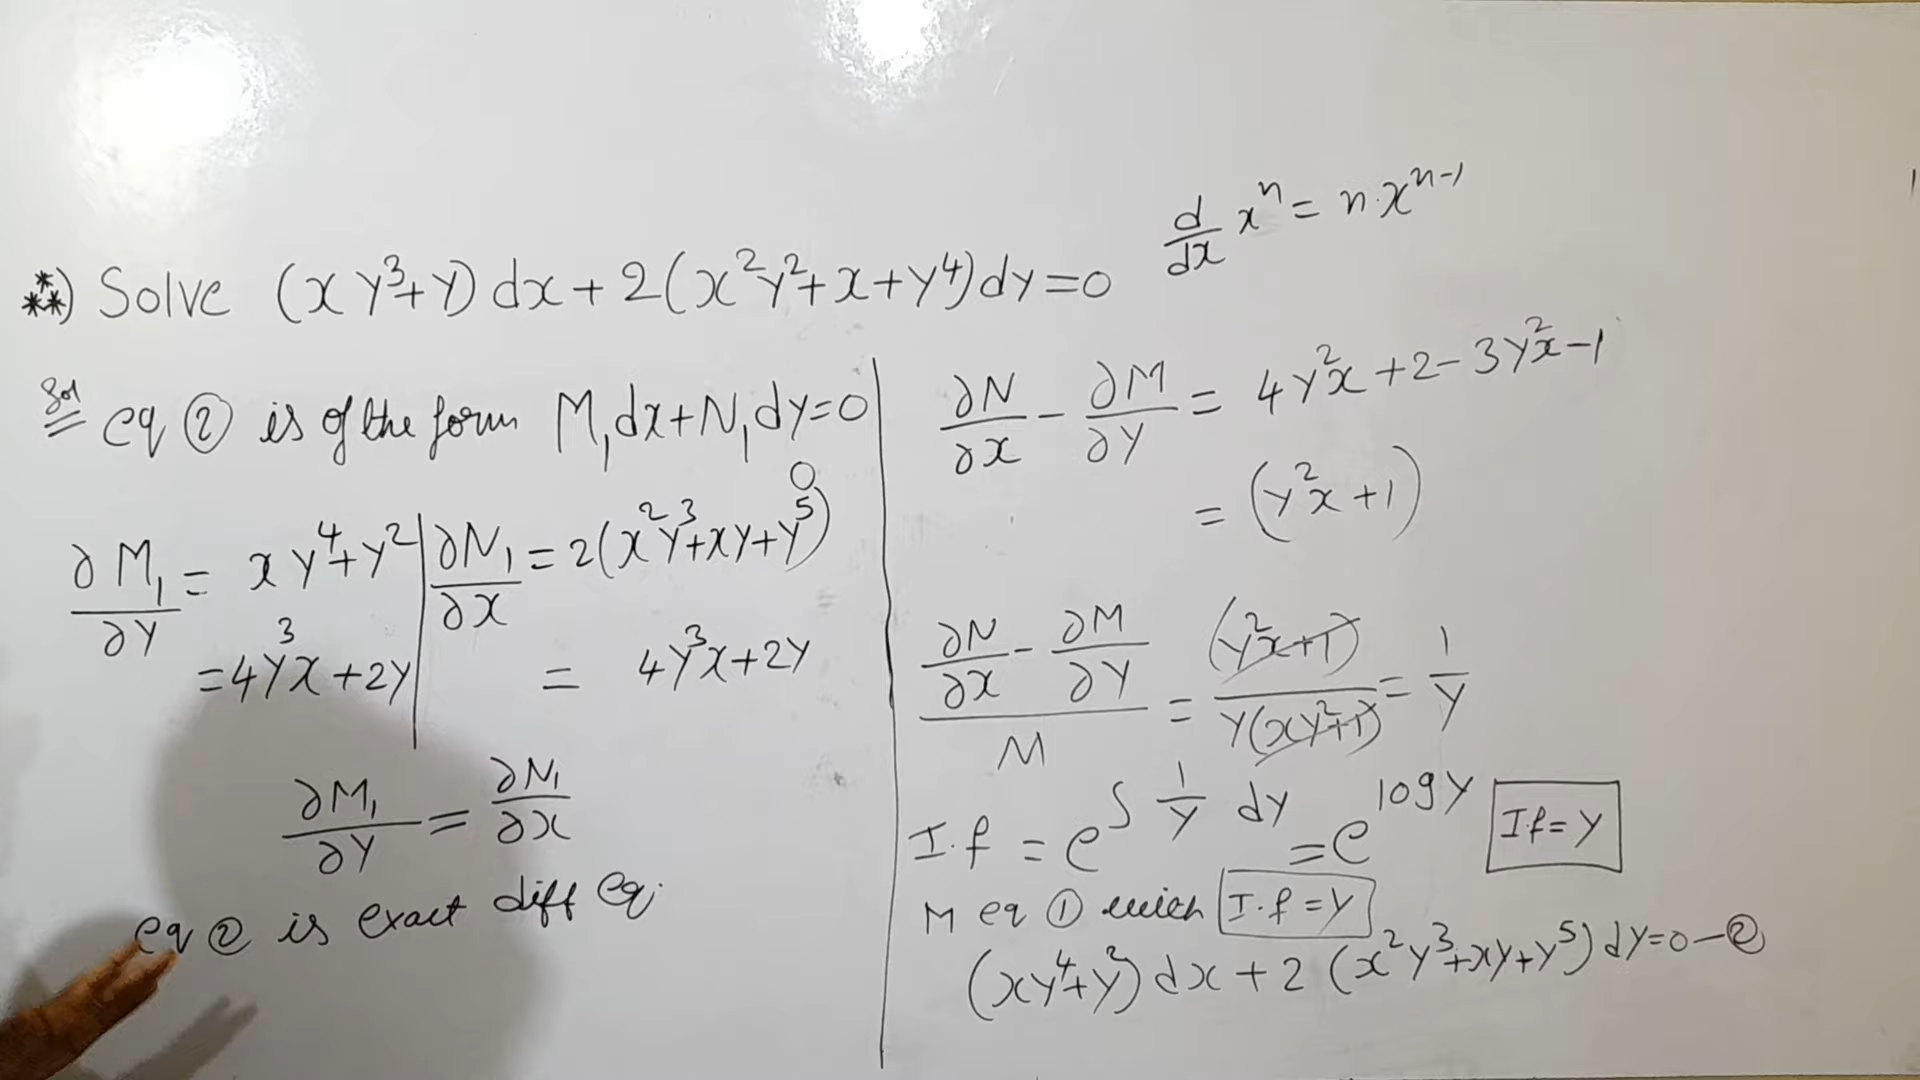 ⁂) Solve (xy³+y)dx+2(x²y²+x+y⁴)dy=0
d/dx xⁿ = n·xⁿ⁻¹
Sol eq ② is of the form M₁dx+N₁dy=0
∂M₁/∂y = xy⁴+y² | ∂N₁/∂x = 2(x²y³+xy+y⁵) 0
=4y³x+2y | = 4y³x+2y
∂M₁/∂y = ∂N₁/∂x
eq ② is exact diff eq.
∂N/∂x - ∂M/∂y = 4y²x+2-3y²x-1
= (y²x+1)
(∂N/∂x - ∂M/∂y)/M = (y²x+1)/y(xy²+1) = 1/y
I.f = e^∫ 1/y dy = e^log y I.f=y
M eq ① with I.f=y
(xy⁴+y²)dx+2(x²y³+xy+y⁵)dy=0-②